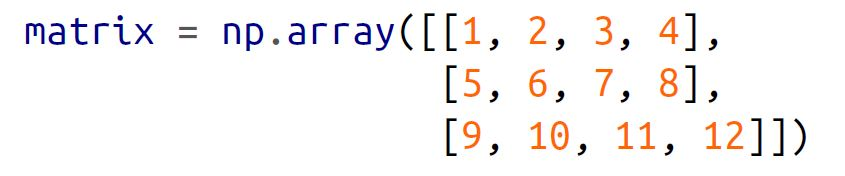 matrix = np.array([[1, 2, 3, 4],
[5, 6, 7, 8],
[9, 10, 11, 12]])